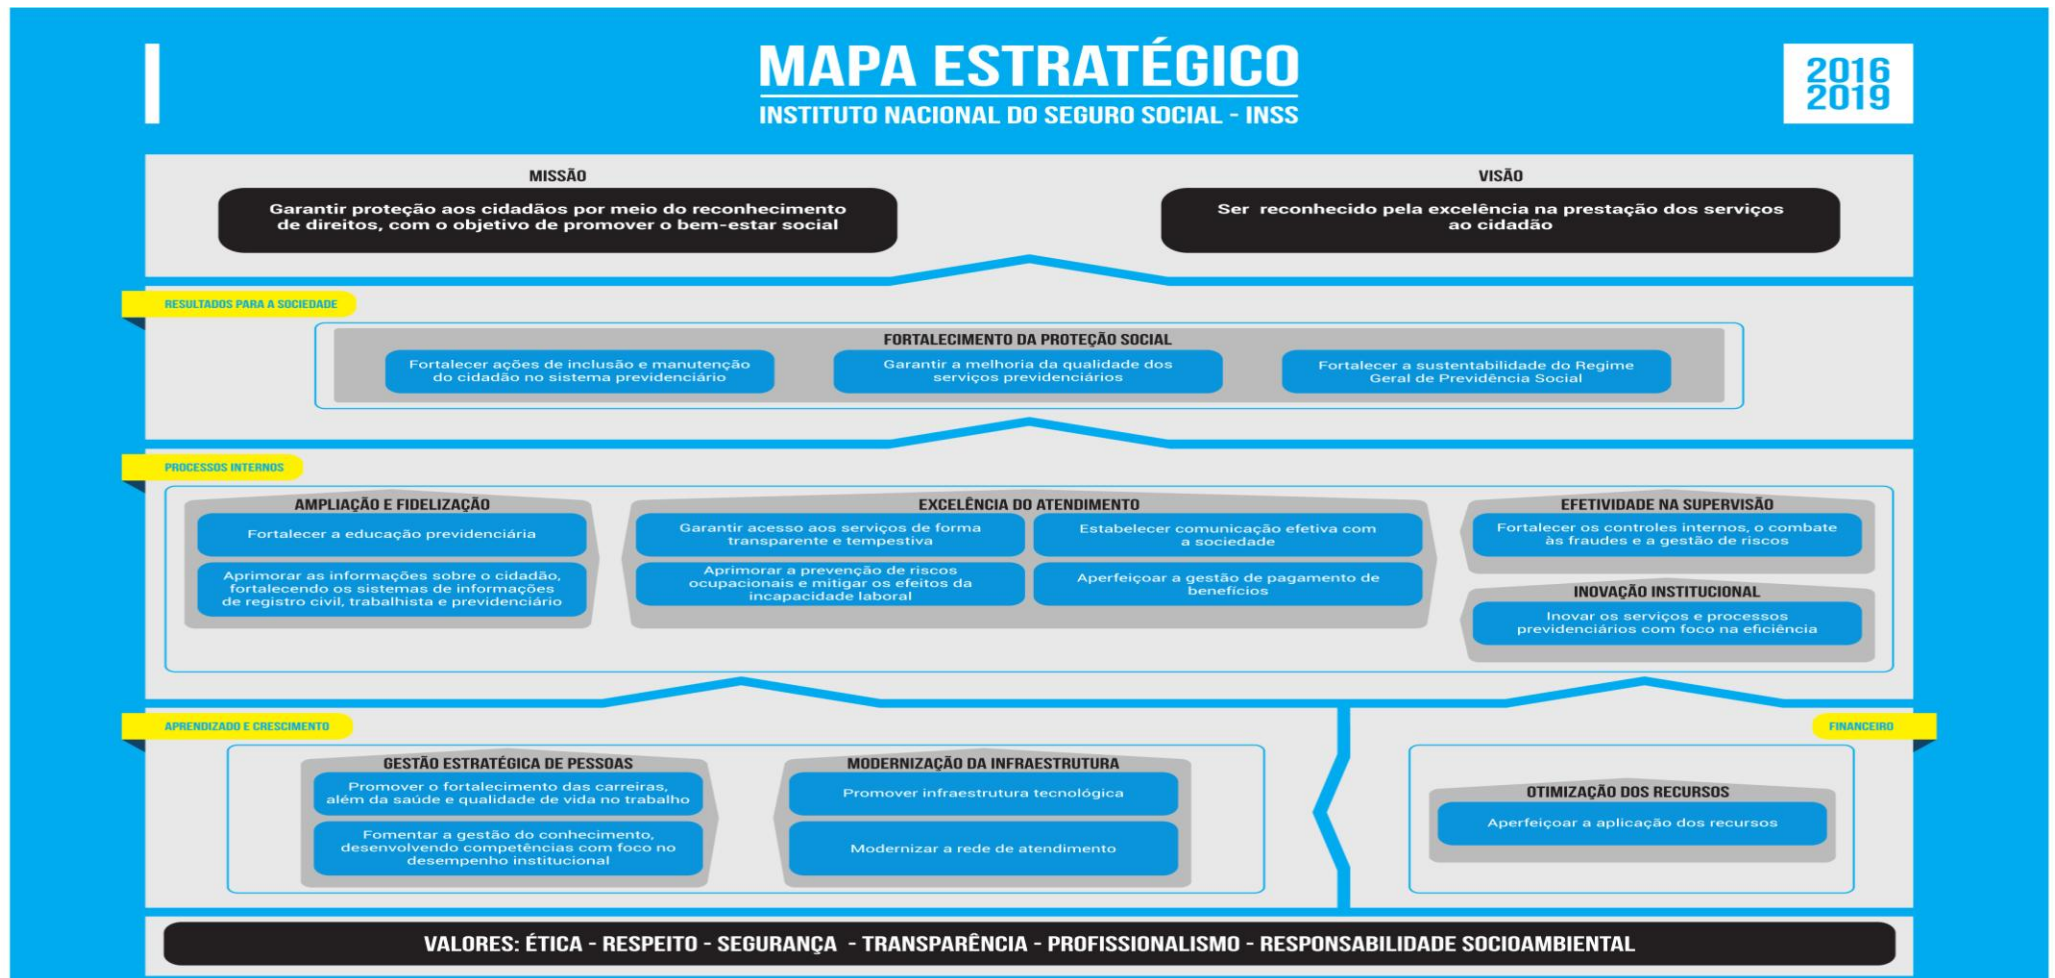 MAPA ESTRATÉGICO
INSTITUTO NACIONAL DO SEGURO SOCIAL - INSS
2016
2019
MISSÃO
Garantir proteção aos cidadãos por meio do reconhecimento
de direitos, com o objetivo de promover o bem-estar social
VISÃO
Ser reconhecido pela excelência na prestação dos serviços
ao cidadão
RESULTADOS PARA A SOCIEDADE
FORTALECIMENTO DA PROTEÇÃO SOCIAL
Fortalecer ações de inclusão e manutenção
do cidadão no sistema previdenciário
Garantir a melhoria da qualidade dos
serviços previdenciários
Fortalecer a sustentabilidade do Regime
Geral de Previdência Social
PROCESSOS INTERNOS
AMPLIAÇÃO E FIDELIZAÇÃO
Fortalecer a educação previdenciária
Aprimorar as informações sobre o cidadão,
fortalecendo os sistemas de informações
de registro civil, trabalhista e previdenciário
EXCELÊNCIA DO ATENDIMENTO
Garantir acesso aos serviços de forma
transparente e tempestiva
Estabelecer comunicação efetiva com
a sociedade
Aprimorar a prevenção de riscos
ocupacionais e mitigar os efeitos da
incapacidade laboral
Aperfeiçoar a gestão de pagamento de
benefícios
EFETIVIDADE NA SUPERVISÃO
Fortalecer os controles internos, o combate
às fraudes e a gestão de riscos
INOVAÇÃO INSTITUCIONAL
Inovar os serviços e processos
previdenciários com foco na eficiência
APRENDIZADO E CRESCIMENTO
GESTÃO ESTRATÉGICA DE PESSOAS
Promover o fortalecimento das carreiras,
além da saúde e qualidade de vida no trabalho
Fomentar a gestão do conhecimento,
desenvolvendo competências com foco no
desempenho institucional
MODERNIZAÇÃO DA INFRAESTRUTURA
Promover infraestrutura tecnológica
Modernizar a rede de atendimento
FINANCEIRO
OTIMIZAÇÃO DOS RECURSOS
Aperfeiçoar a aplicação dos recursos
VALORES: ÉTICA - RESPEITO - SEGURANÇA - TRANSPARÊNCIA - PROFISSIONALISMO - RESPONSABILIDADE SOCIOAMBIENTAL